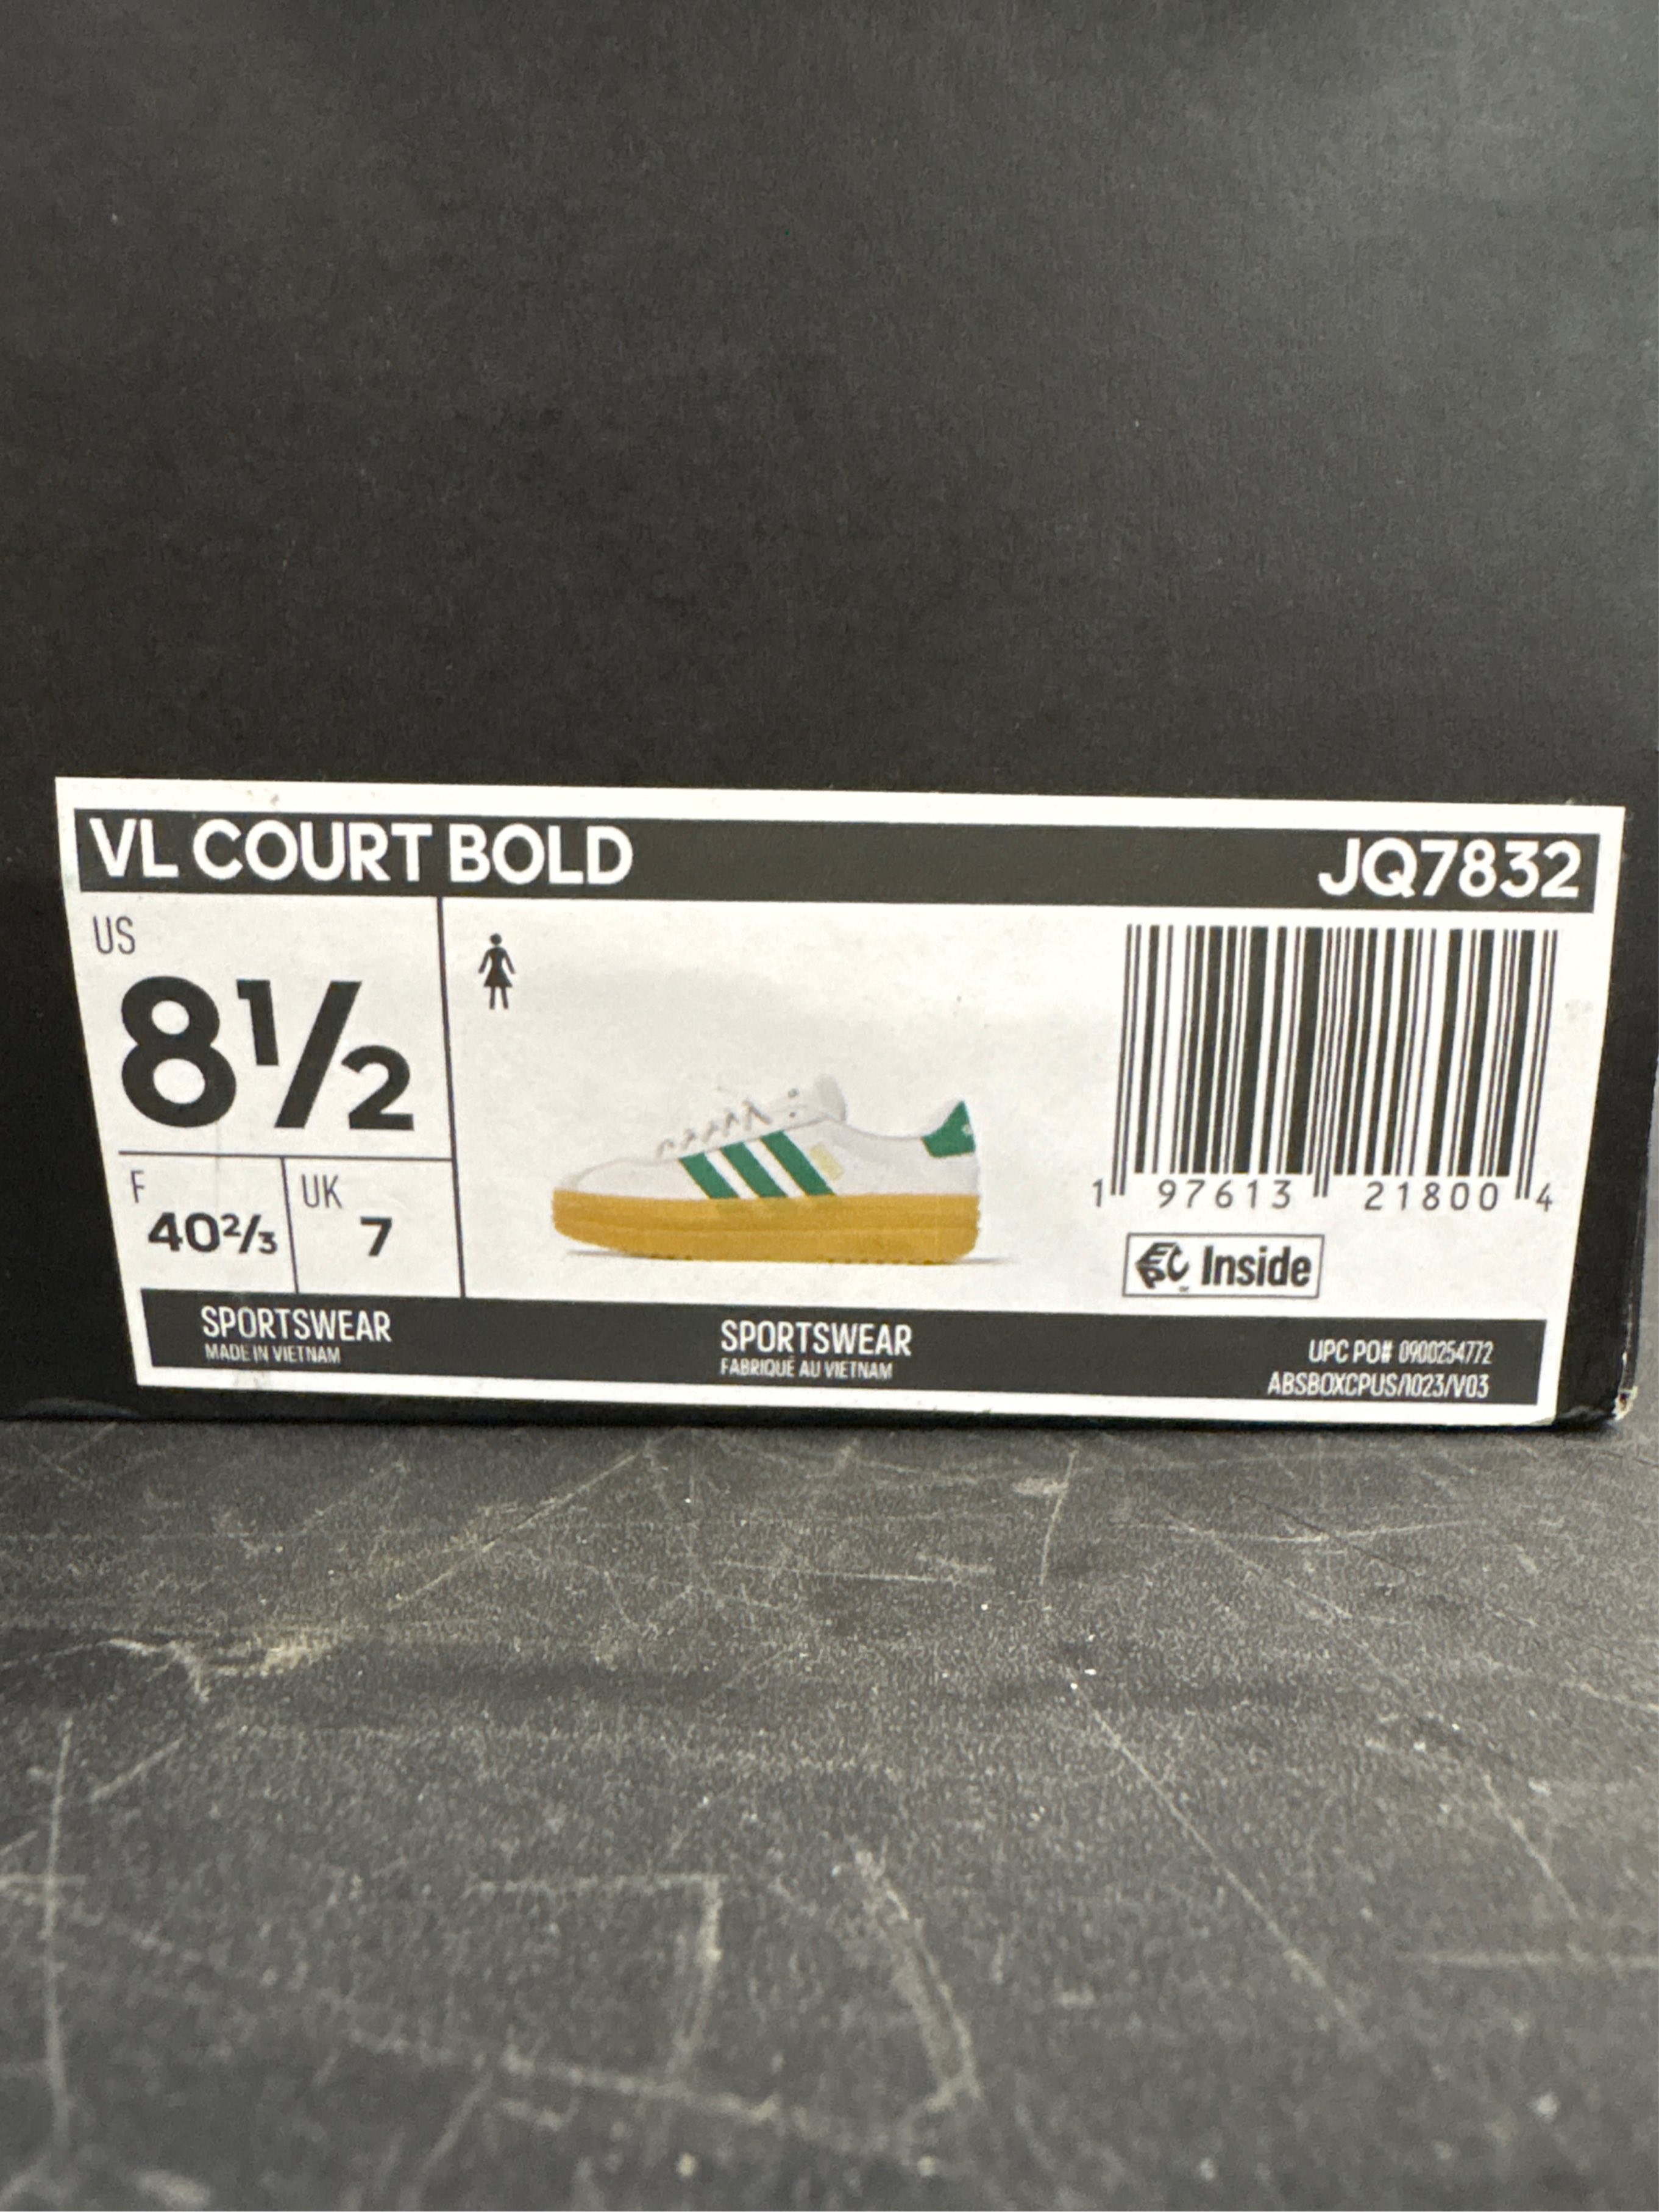 VL COURT BOLD
JQ7832
US
8½
F
40⅔
UK
7
1 97613 21800 4
EPC Inside
SPORTSWEAR
MADE IN VIETNAM
SPORTSWEAR
FABRIQUÉ AU VIETNAM
UPC PO# 0900254772
ABSBOXCPUS/1023/V03